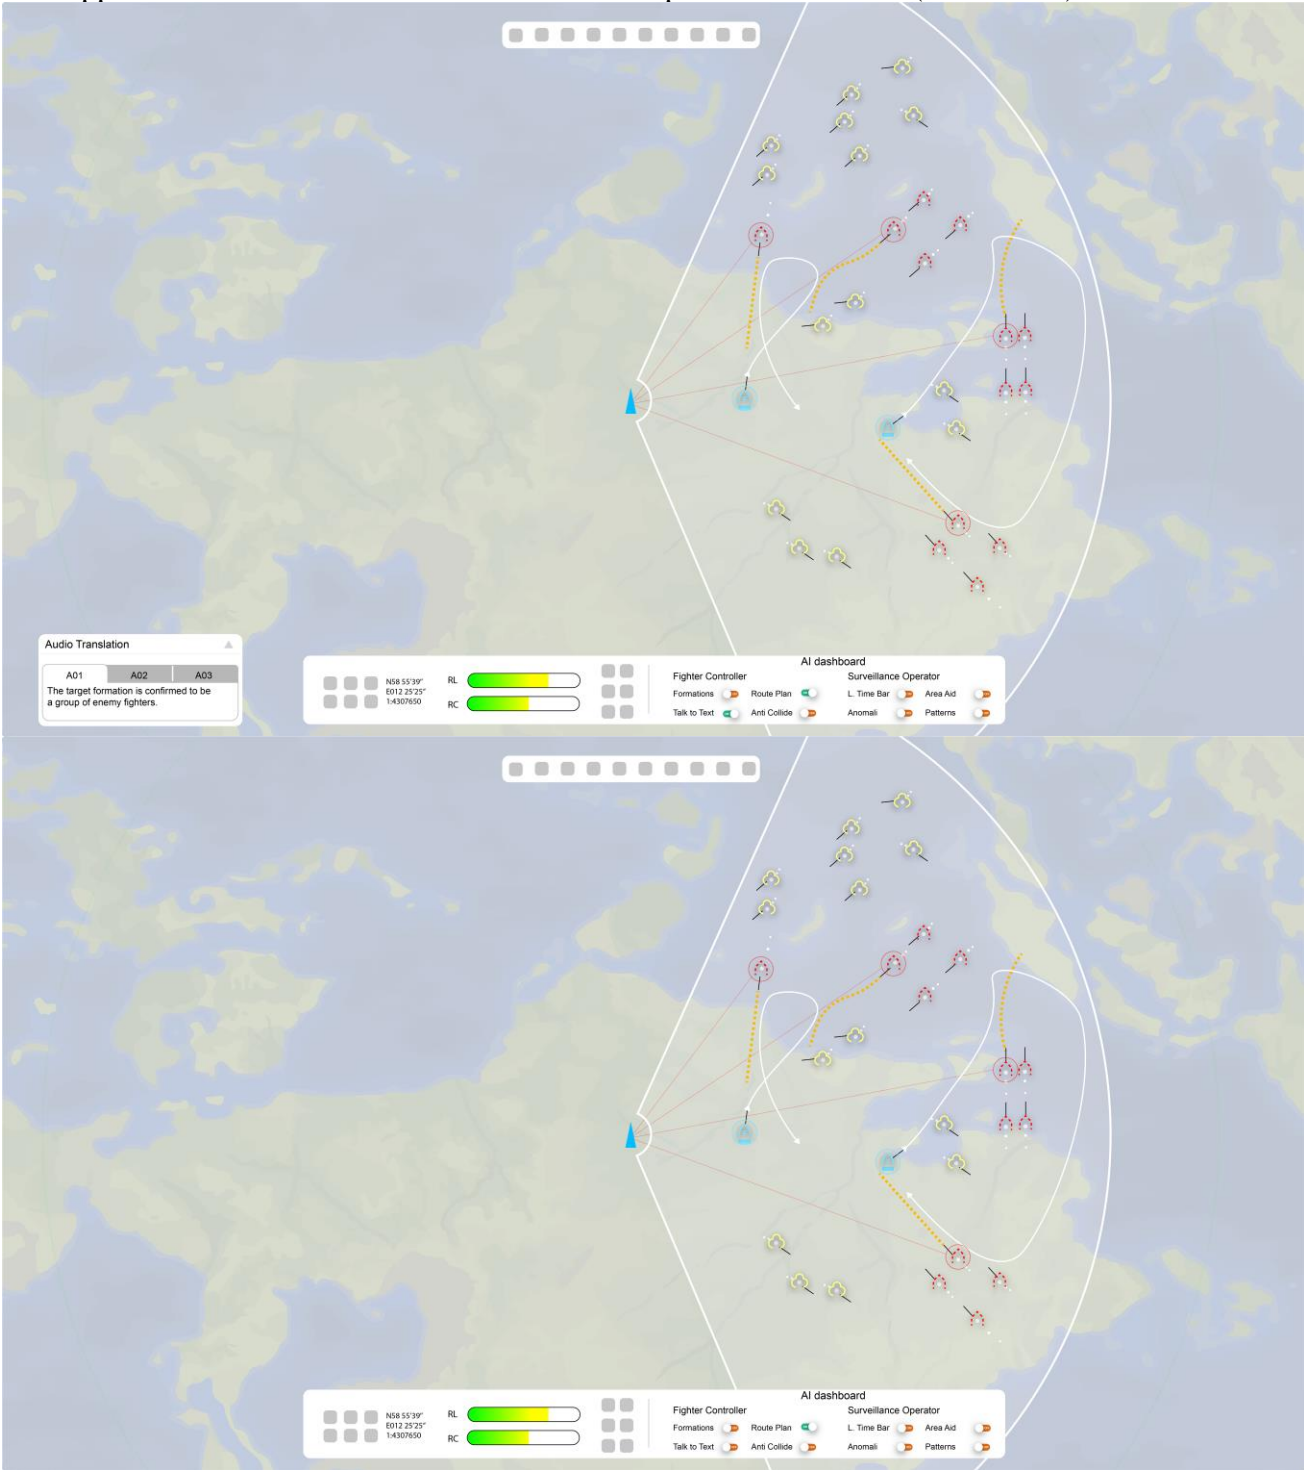 Audio Translation
A01 A02 A03
The target formation is confirmed to be
a group of enemy fighters.
N58 55'39"
E012 25'25"
1:4307650
RL
RC
AI dashboard
Fighter Controller
Formations Route Plan
Talk to Text Anti Collide
Surveillance Operator
L. Time Bar Area Aid
Anomali Patterns
N58 55'39"
E012 25'25"
1:4307650
RL
RC
AI dashboard
Fighter Controller
Formations Route Plan
Talk to Text Anti Collide
Surveillance Operator
L. Time Bar Area Aid
Anomali Patterns